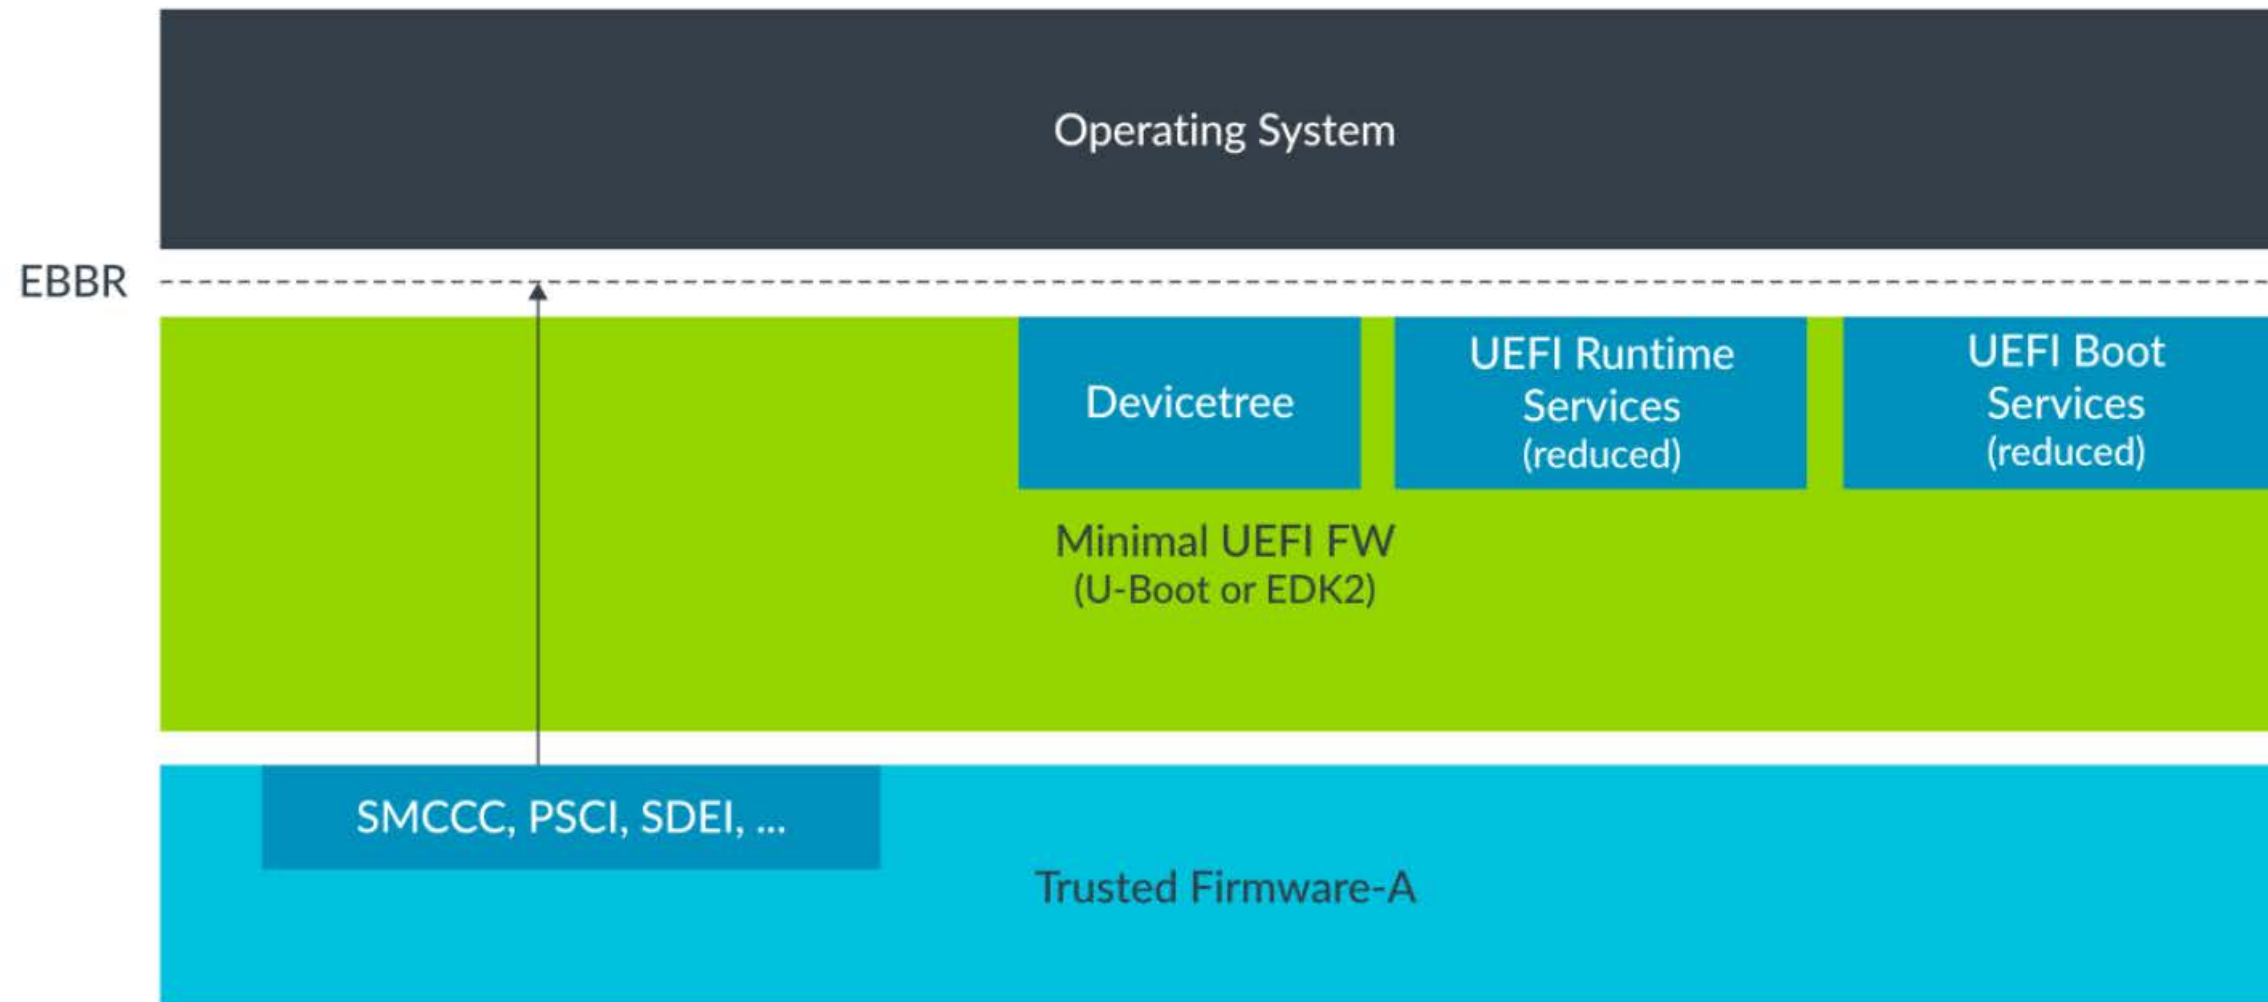 Operating System
EBBR
Devicetree
UEFI Runtime
Services
(reduced)
UEFI Boot
Services
(reduced)
Minimal UEFI FW
(U-Boot or EDK2)
SMCCC, PSCI, SDEI, ...
Trusted Firmware-A